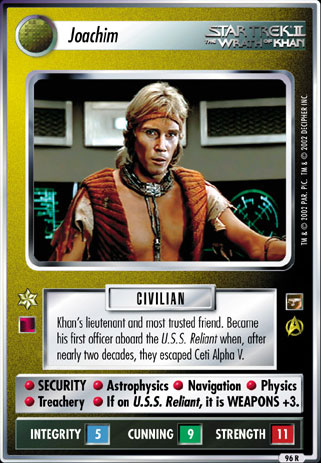 Joachim
STAR TREK II
THE WRATH OF KHAN
TM & © 2002 PAR. PIC. TM & © 2002 DECIPHER INC.
CIVILIAN
Khan's lieutenant and most trusted friend. Became
his first officer aboard the U.S.S. Reliant when, after
nearly two decades, they escaped Ceti Alpha V.
SECURITY • Astrophysics • Navigation • Physics
• Treachery • If on U.S.S. Reliant, it is WEAPONS +3.
INTEGRITY 5 CUNNING 9 STRENGTH 11
96 R